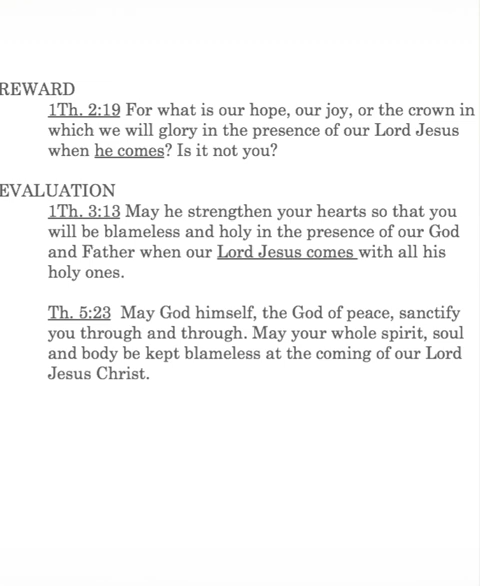 REWARD
1Th. 2:19 For what is our hope, our joy, or the crown in
which we will glory in the presence of our Lord Jesus
when he comes? Is it not you?
EVALUATION
1Th. 3:13 May he strengthen your hearts so that you
will be blameless and holy in the presence of our God
and Father when our Lord Jesus comes with all his
holy ones.
Th. 5:23 May God himself, the God of peace, sanctify
you through and through. May your whole spirit, soul
and body be kept blameless at the coming of our Lord
Jesus Christ.